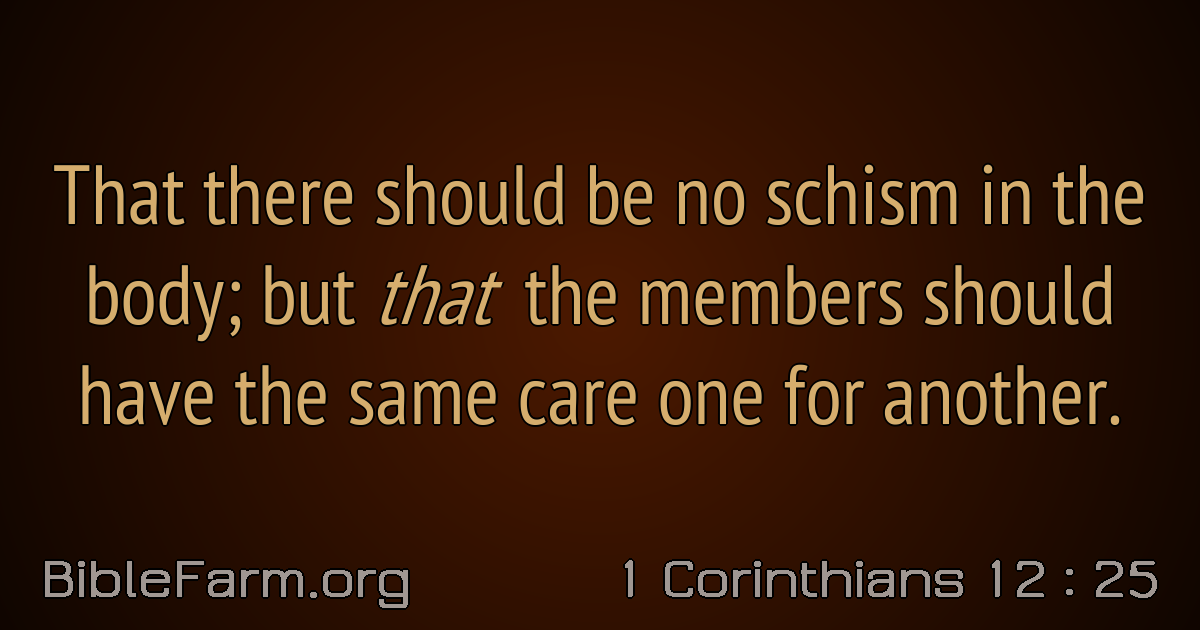 That there should be no schism in the
body; but that the members should
have the same care one for another.
BibleFarm.org
1 Corinthians 12 : 25